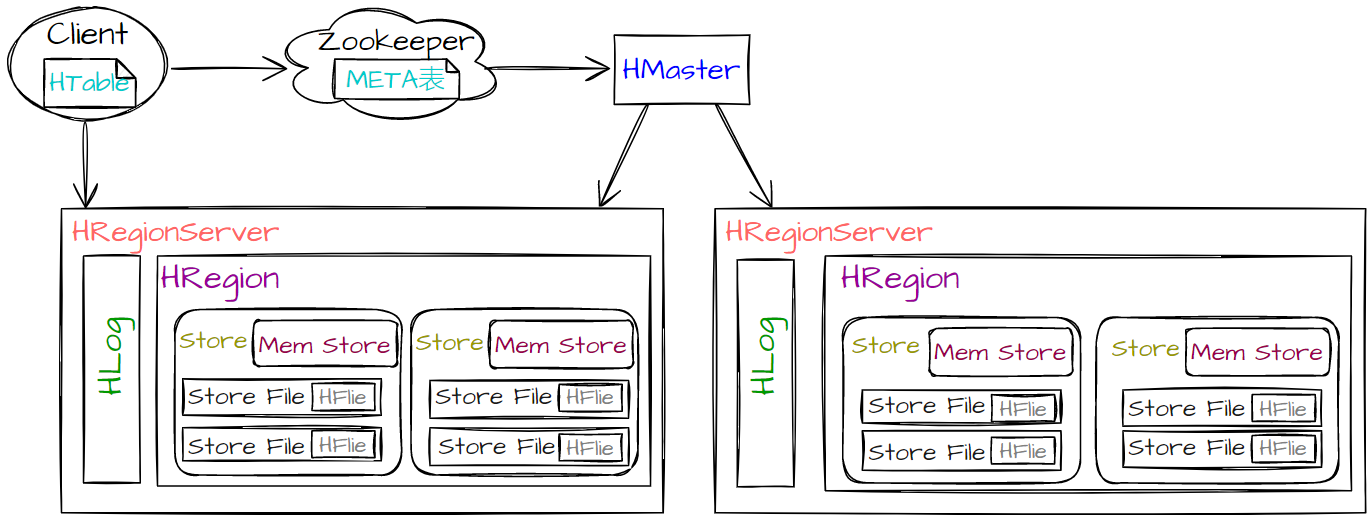 Client
HTable
Zookeeper
META表
HMaster
HRegionServer
HLog
HRegion
Store
Mem Store
Store File
HFlie
Store File
HFlie
Store
Mem Store
Store File
HFlie
Store File
HFlie
HRegionServer
HLog
HRegion
Store
Mem Store
Store File
HFlie
Store File
HFlie
Store
Mem Store
Store File
HFlie
Store File
HFlie